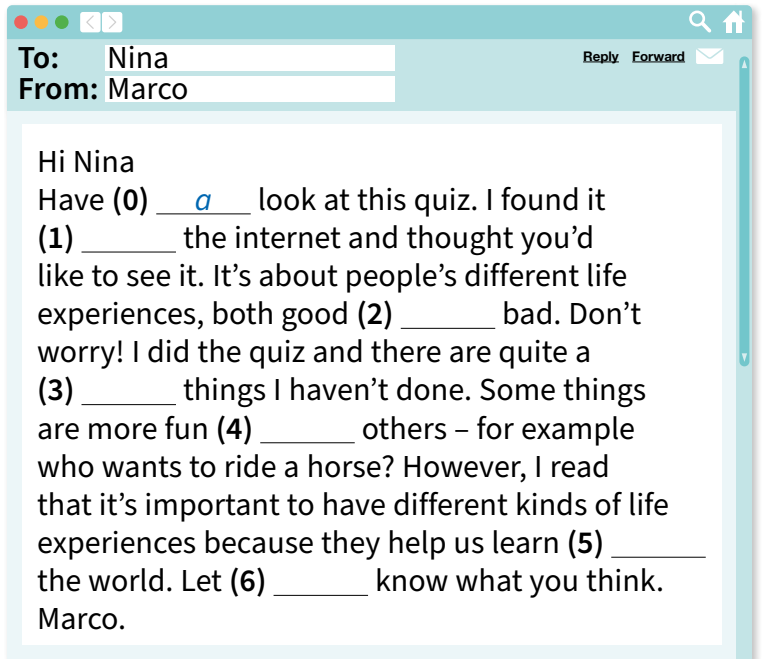 To: Nina
Reply Forward
From: Marco
Hi Nina
Have (0) ___a___ look at this quiz. I found it
(1) ______ the internet and thought you’d
like to see it. It’s about people’s different life
experiences, both good (2) ______ bad. Don’t
worry! I did the quiz and there are quite a
(3) ______ things I haven’t done. Some things
are more fun (4) ______ others – for example
who wants to ride a horse? However, I read
that it’s important to have different kinds of life
experiences because they help us learn (5) ______
the world. Let (6) ______ know what you think.
Marco.